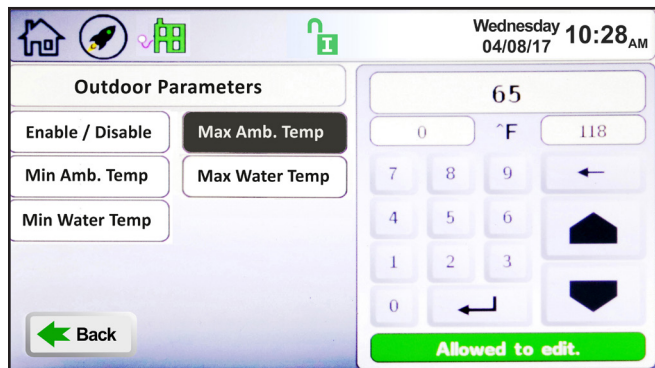 Wednesday
04/08/17
10:28 AM
I
Outdoor Parameters
Enable / Disable
Max Amb. Temp
Min Amb. Temp
Max Water Temp
Min Water Temp
Back
65
0 °F 118
7 8 9
4 5 6
1 2 3
0
Allowed to edit.